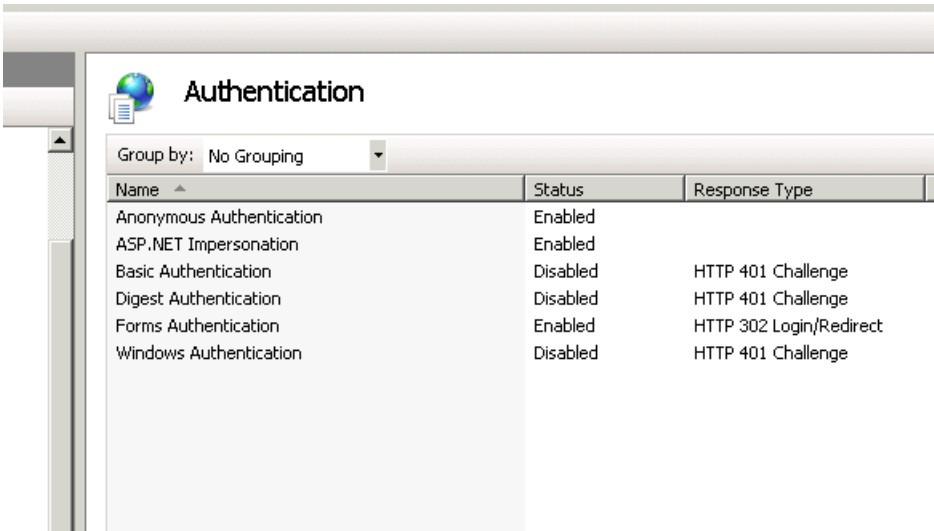 Authentication
Group by: No Grouping
Name Status Response Type
Anonymous Authentication Enabled
ASP.NET Impersonation Enabled
Basic Authentication Disabled HTTP 401 Challenge
Digest Authentication Disabled HTTP 401 Challenge
Forms Authentication Enabled HTTP 302 Login/Redirect
Windows Authentication Disabled HTTP 401 Challenge